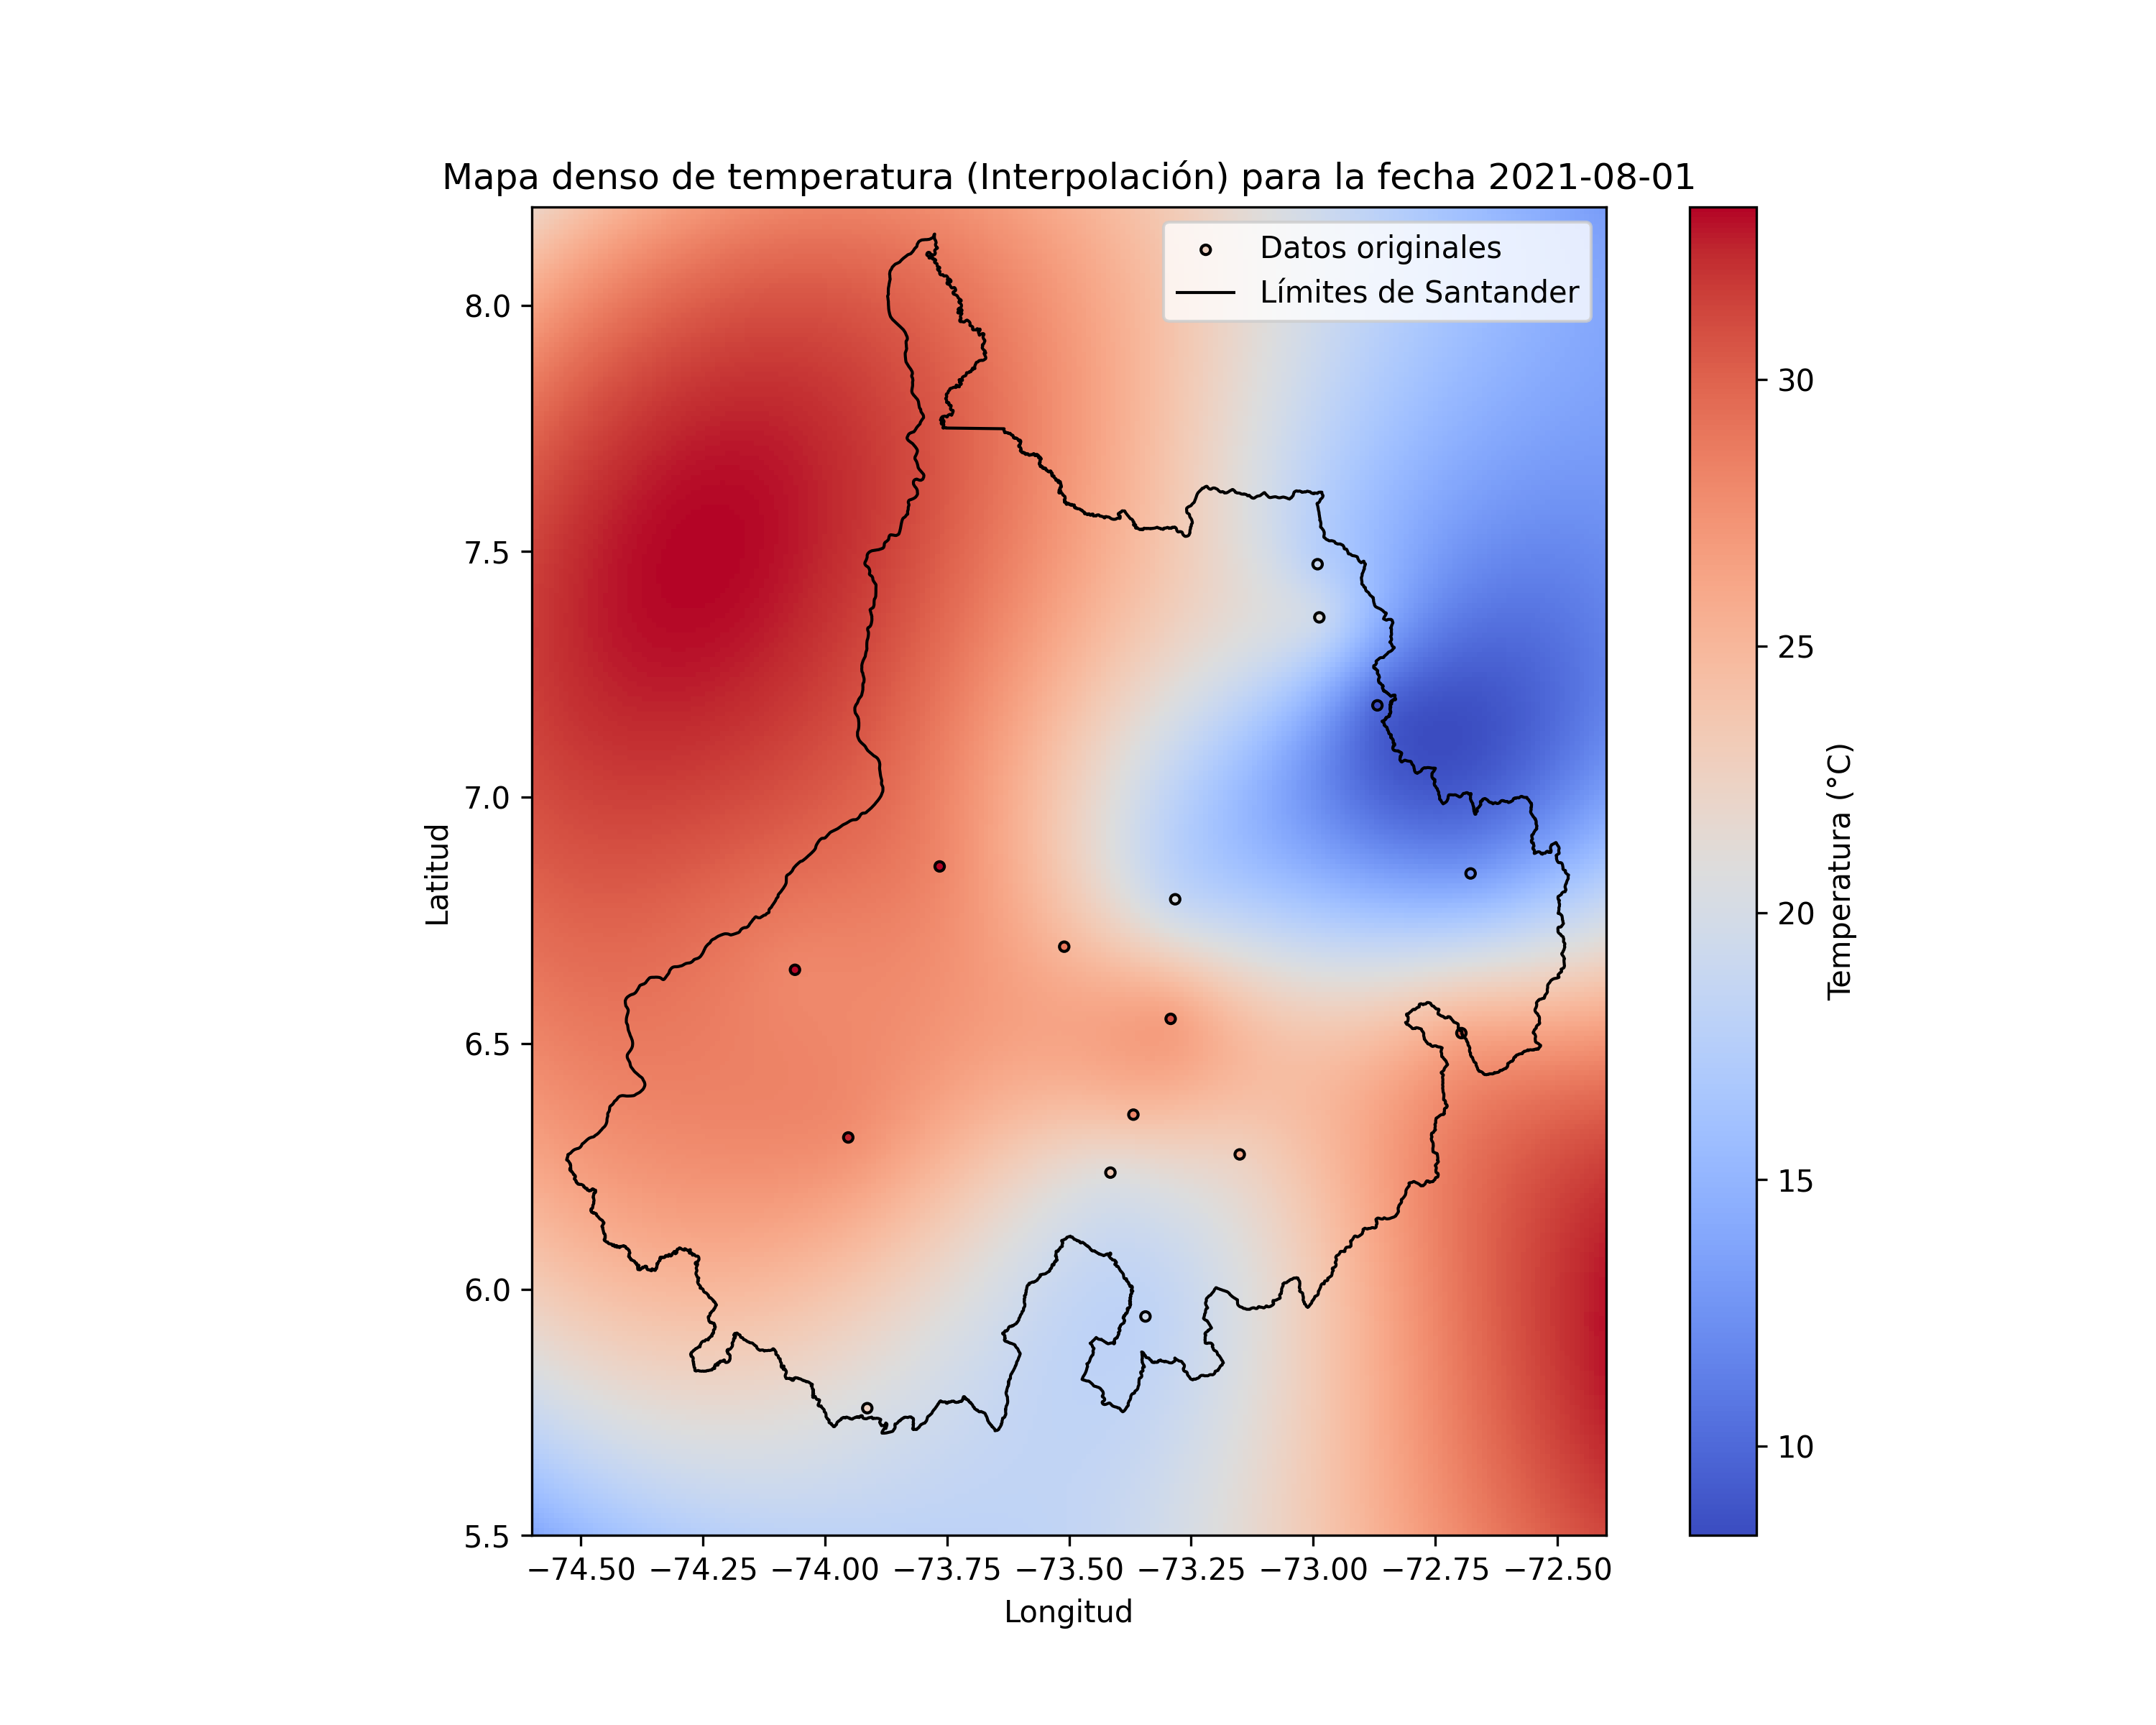 Mapa denso de temperatura (Interpolación) para la fecha 2021-08-01
Datos originales
Límites de Santander
8.0
7.5
7.0
6.5
6.0
5.5
Latitud
−74.50 −74.25 −74.00 −73.75 −73.50 −73.25 −73.00 −72.75 −72.50
Longitud
30
25
20
15
10
Temperatura (°C)